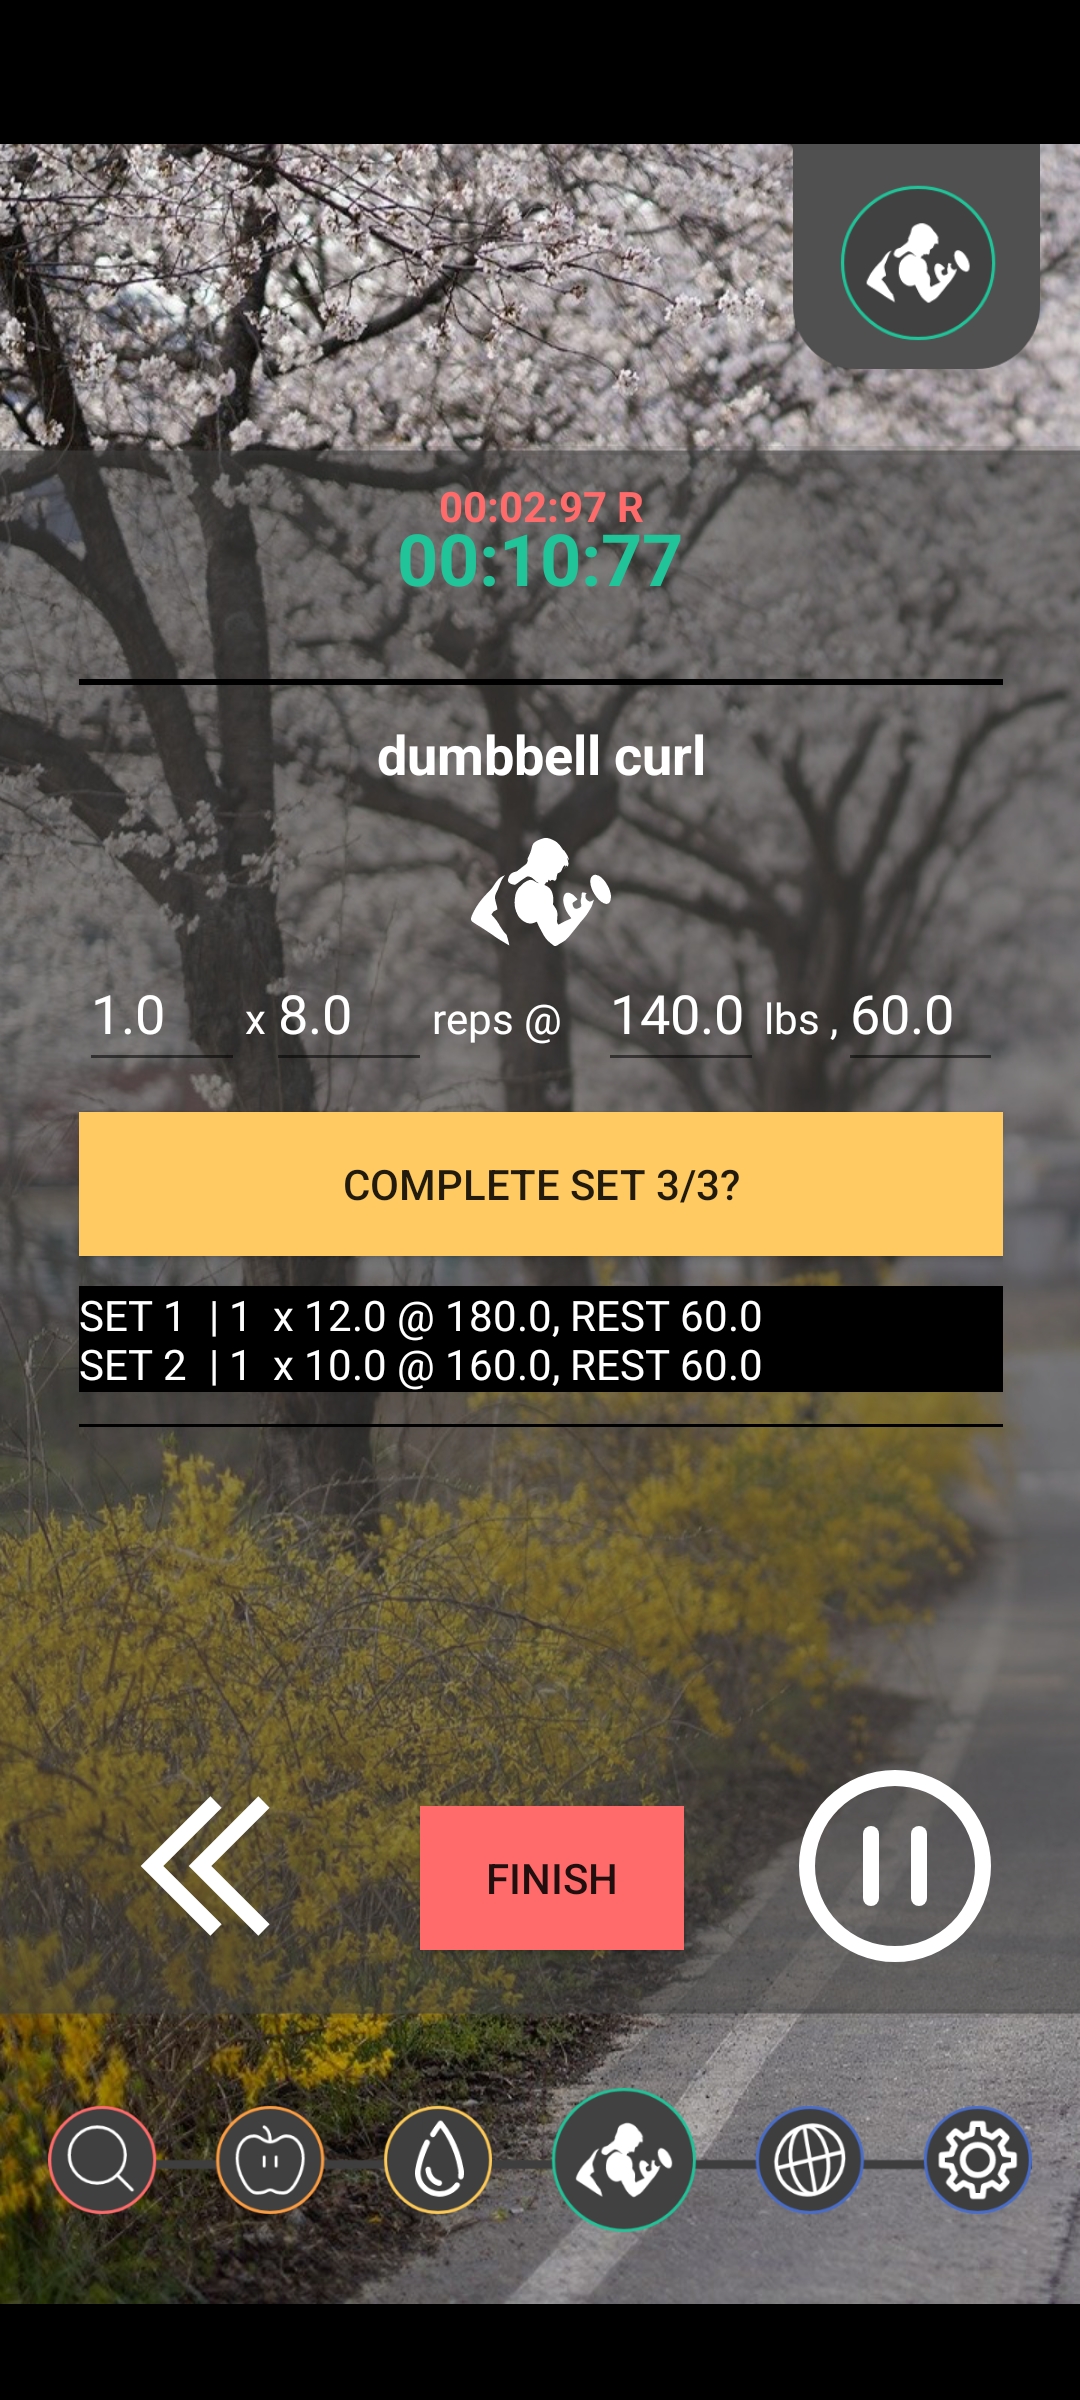 00:02:97 R
00:10:77
dumbbell curl
1.0 x 8.0 reps @ 140.0 lbs , 60.0
COMPLETE SET 3/3?
SET 1 | 1 x 12.0 @ 180.0, REST 60.0
SET 2 | 1 x 10.0 @ 160.0, REST 60.0
FINISH